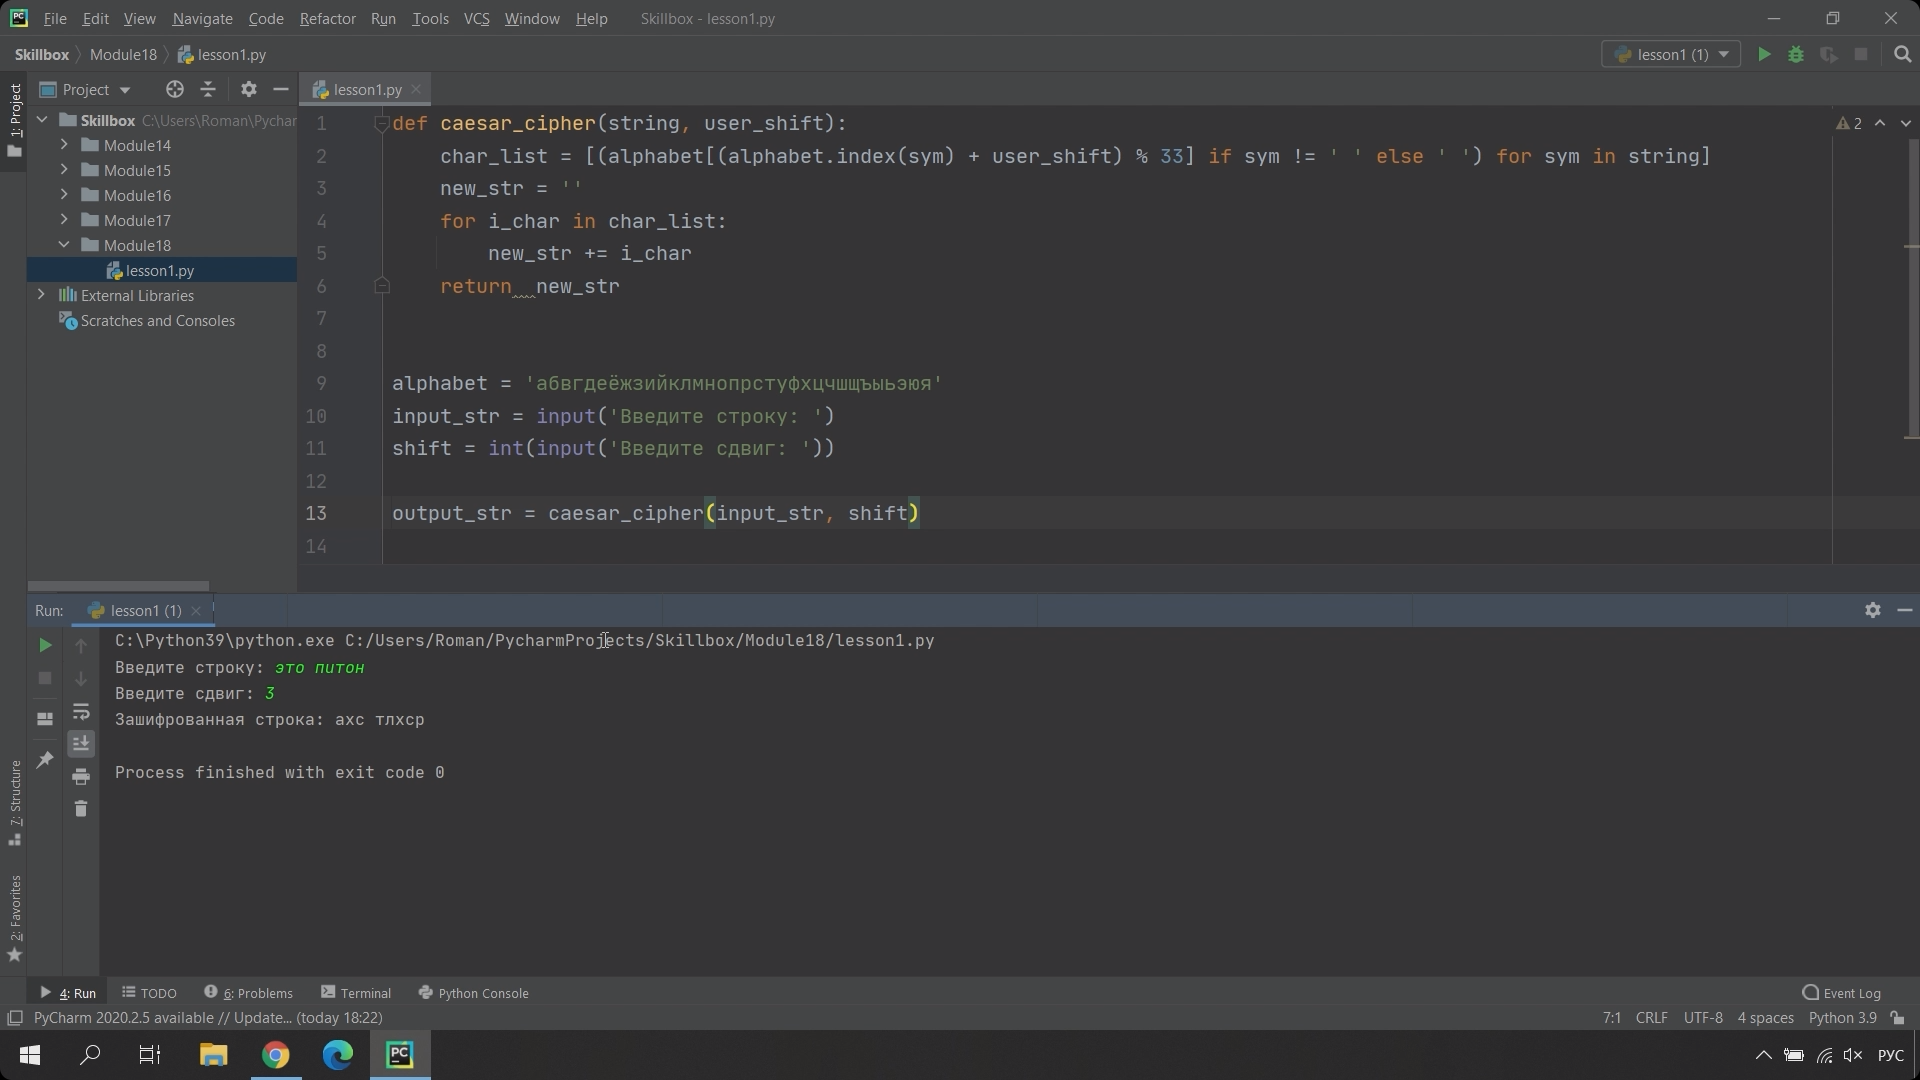 File Edit View Navigate Code Refactor Run Tools VCS Window Help Skillbox - lesson1.py
Skillbox Module18 lesson1.py lesson1 (1)
1: Project
Project
lesson1.py
Skillbox C:\Users\Roman\Pychar
Module14
Module15
Module16
Module17
Module18
lesson1.py
External Libraries
Scratches and Consoles
2
1 def caesar_cipher(string, user_shift):
2 char_list = [(alphabet[(alphabet.index(sym) + user_shift) % 33] if sym != ' ' else ' ') for sym in string]
3 new_str = ''
4 for i_char in char_list:
5 new_str += i_char
6 return  new_str
7
8
9 alphabet = 'абвгдеёжзийклмнопрстуфхцчшщъыьэюя'
10 input_str = input('Введите строку: ')
11 shift = int(input('Введите сдвиг: '))
12
13 output_str = caesar_cipher(input_str, shift)
14
Run: lesson1 (1)
C:\Python39\python.exe C:/Users/Roman/PycharmProjects/Skillbox/Module18/lesson1.py
Введите строку: это питон
Введите сдвиг: 3
Зашифрованная строка: ахс тлхср
Process finished with exit code 0
7: Structure
2: Favorites
4: Run TODO 6: Problems Terminal Python Console Event Log
PyCharm 2020.2.5 available // Update... (today 18:22) 7:1 CRLF UTF-8 4 spaces Python 3.9
PC РУС